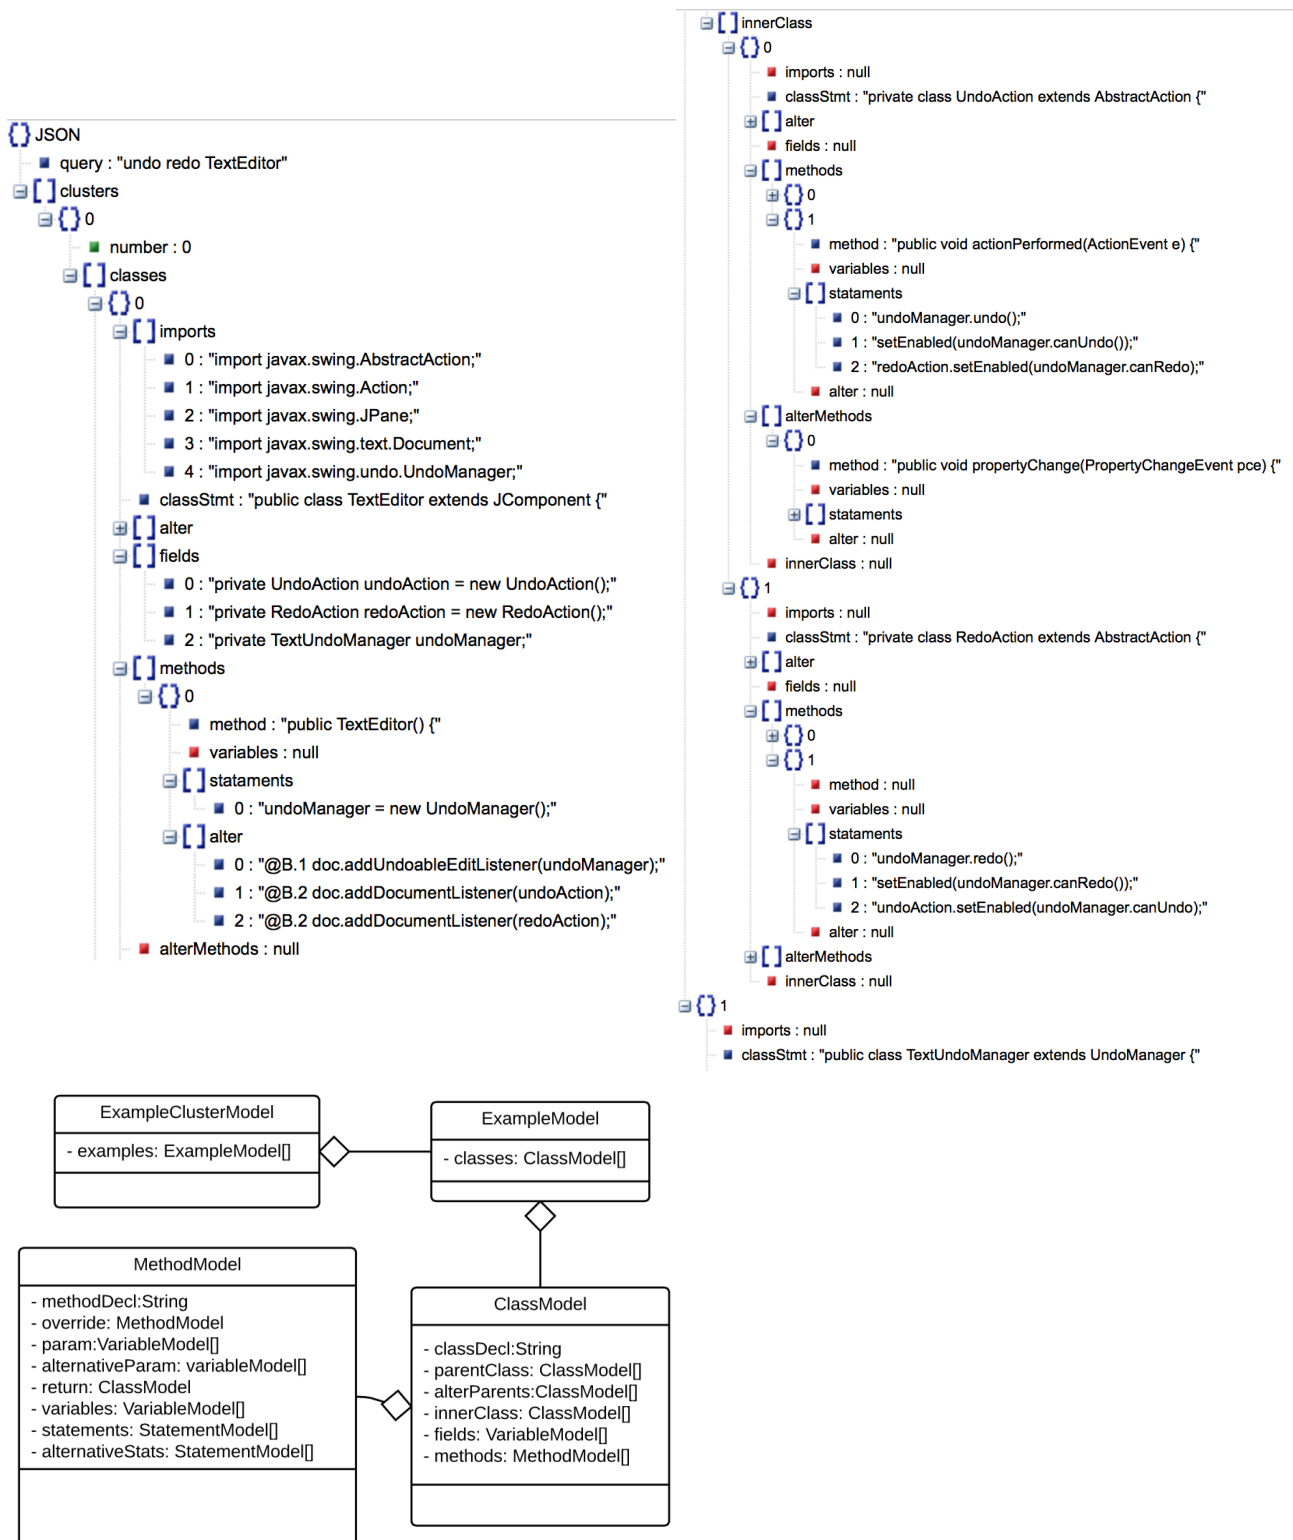 JSON
query : "undo redo TextEditor"
clusters
0
number : 0
classes
0
imports
0 : "import javax.swing.AbstractAction;"
1 : "import javax.swing.Action;"
2 : "import javax.swing.JPane;"
3 : "import javax.swing.text.Document;"
4 : "import javax.swing.undo.UndoManager;"
classStmt : "public class TextEditor extends JComponent {"
alter
fields
0 : "private UndoAction undoAction = new UndoAction();"
1 : "private RedoAction redoAction = new RedoAction();"
2 : "private TextUndoManager undoManager;"
methods
0
method : "public TextEditor() {"
variables : null
stataments
0 : "undoManager = new UndoManager();"
alter
0 : "@B.1 doc.addUndoableEditListener(undoManager);"
1 : "@B.2 doc.addDocumentListener(undoAction);"
2 : "@B.2 doc.addDocumentListener(redoAction);"
alterMethods : null
innerClass
0
imports : null
classStmt : "private class UndoAction extends AbstractAction {"
alter
fields : null
methods
0
1
method : "public void actionPerformed(ActionEvent e) {"
variables : null
stataments
0 : "undoManager.undo();"
1 : "setEnabled(undoManager.canUndo());"
2 : "redoAction.setEnabled(undoManager.canRedo);"
alter : null
alterMethods
0
method : "public void propertyChange(PropertyChangeEvent pce) {"
variables : null
stataments
alter : null
innerClass : null
1
imports : null
classStmt : "private class RedoAction extends AbstractAction {"
alter
fields : null
methods
0
1
method : null
variables : null
stataments
0 : "undoManager.redo();"
1 : "setEnabled(undoManager.canRedo());"
2 : "undoAction.setEnabled(undoManager.canUndo);"
alter : null
alterMethods
innerClass : null
1
imports : null
classStmt : "public class TextUndoManager extends UndoManager {"
ExampleClusterModel
- examples: ExampleModel[]
ExampleModel
- classes: ClassModel[]
MethodModel
- methodDecl:String
- override: MethodModel
- param:VariableModel[]
- alternativeParam: variableModel[]
- return: ClassModel
- variables: VariableModel[]
- statements: StatementModel[]
- alternativeStats: StatementModel[]
ClassModel
- classDecl:String
- parentClass: ClassModel[]
- alterParents:ClassModel[]
- innerClass: ClassModel[]
- fields: VariableModel[]
- methods: MethodModel[]